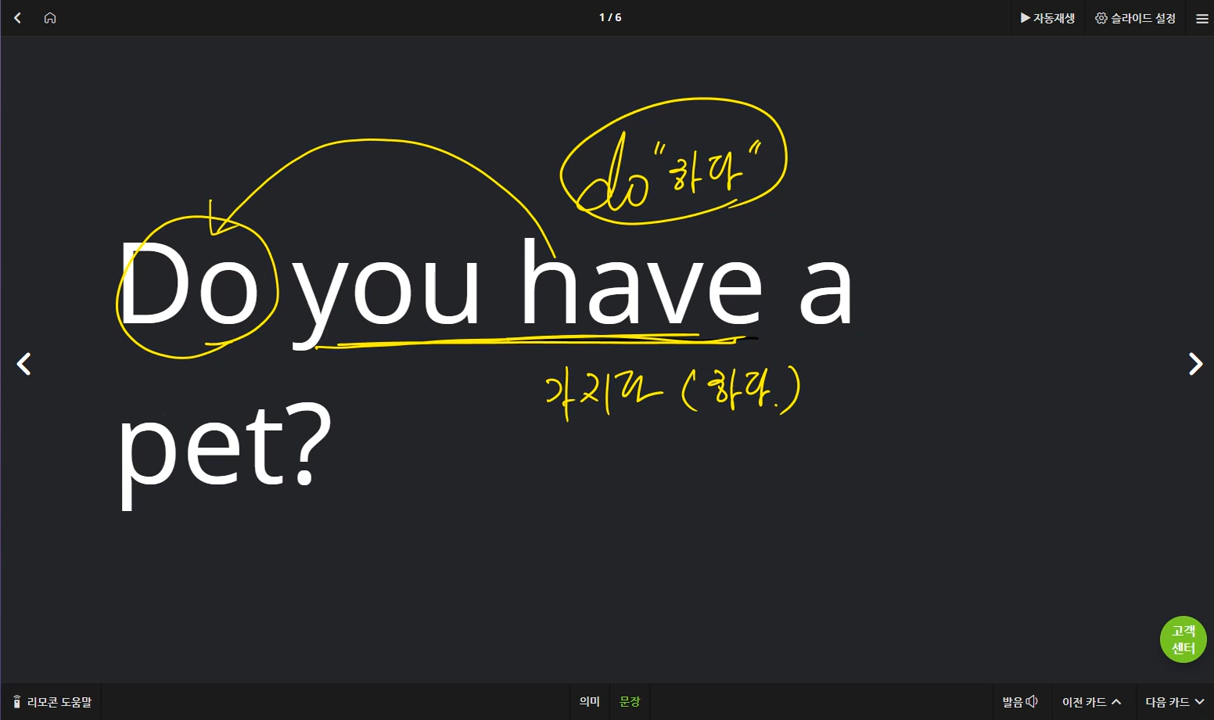 1 / 6
자동재생
슬라이드 설정
do "하다"
Do you have a
가지다 (하다.)
pet?
고객
센터
리모콘 도움말
의미
문장
발음
이전 카드
다음 카드